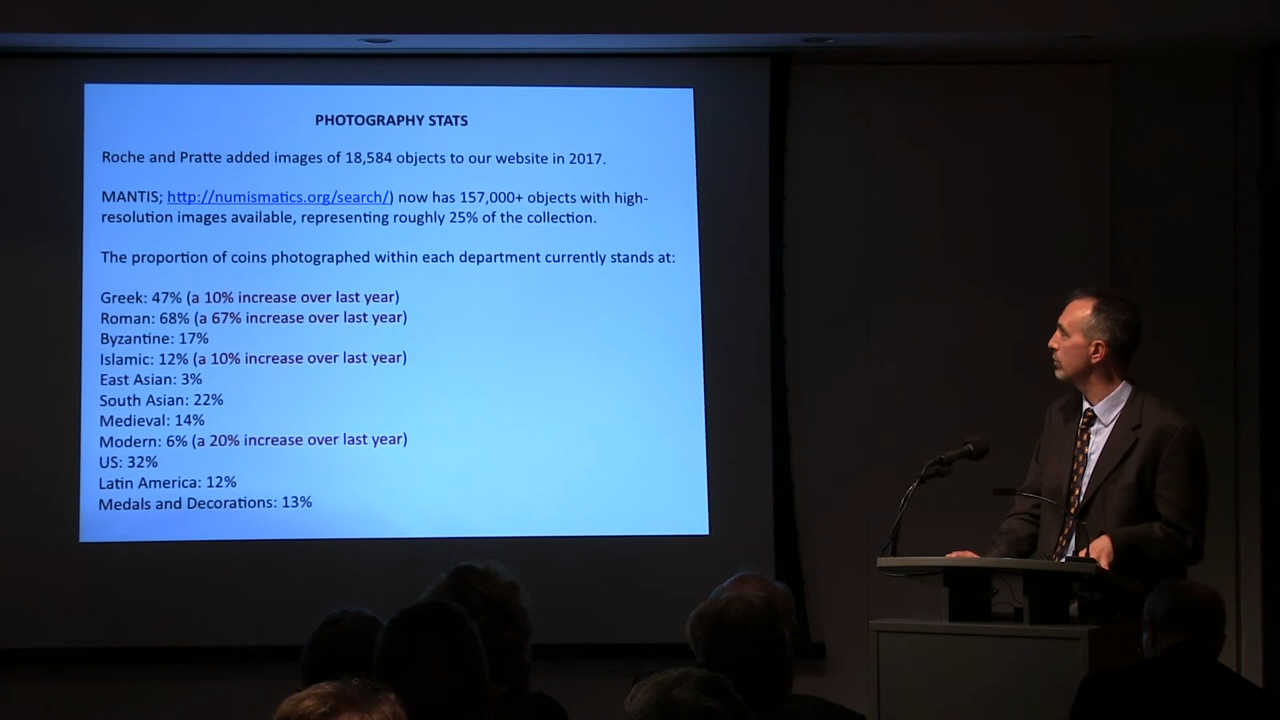 PHOTOGRAPHY STATS
Roche and Pratte added images of 18,584 objects to our website in 2017.
MANTIS; http://numismatics.org/search/) now has 157,000+ objects with high-
resolution images available, representing roughly 25% of the collection.
The proportion of coins photographed within each department currently stands at:
Greek: 47% (a 10% increase over last year)
Roman: 68% (a 67% increase over last year)
Byzantine: 17%
Islamic: 12% (a 10% increase over last year)
East Asian: 3%
South Asian: 22%
Medieval: 14%
Modern: 6% (a 20% increase over last year)
US: 32%
Latin America: 12%
Medals and Decorations: 13%